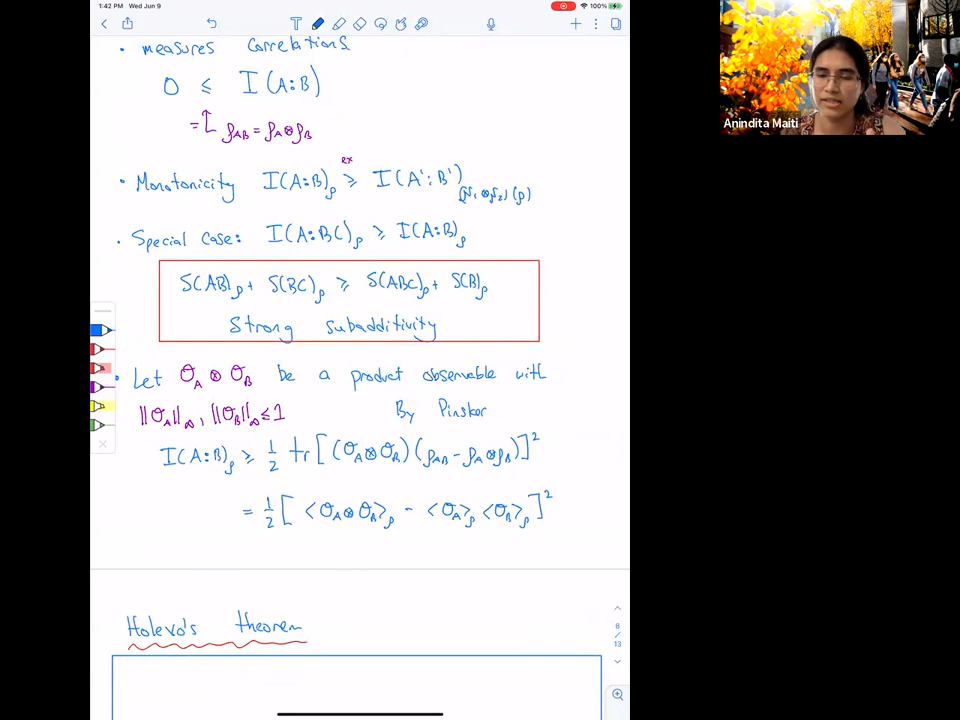 1:42 PM Wed Jun 9
100%
• measures correlations
0 ≤ I(A:B)
= ρ_AB = ρ_A ⊗ ρ_B
• Monotonicity I(A:B)_ρ ≥ I(A':B')_(N₁⊗N₂)(ρ)
• Special case: I(A:BC)_ρ ≥ I(A:B)_ρ
S(AB)_ρ + S(BC)_ρ ≥ S(ABC)_ρ + S(B)_ρ
Strong subadditivity
• Let O_A ⊗ O_B be a product observable with
||O_A||_∞, ||O_B||_∞ ≤ 1 By Pinsker
I(A:B)_ρ ≥ 1/2 tr[(O_A⊗O_B)(ρ_AB - ρ_A⊗ρ_B)]²
= 1/2 [<O_A⊗O_B>_ρ - <O_A>_ρ <O_B>_ρ]²
Holevo's theorem
8
/
13
Anindita Maiti